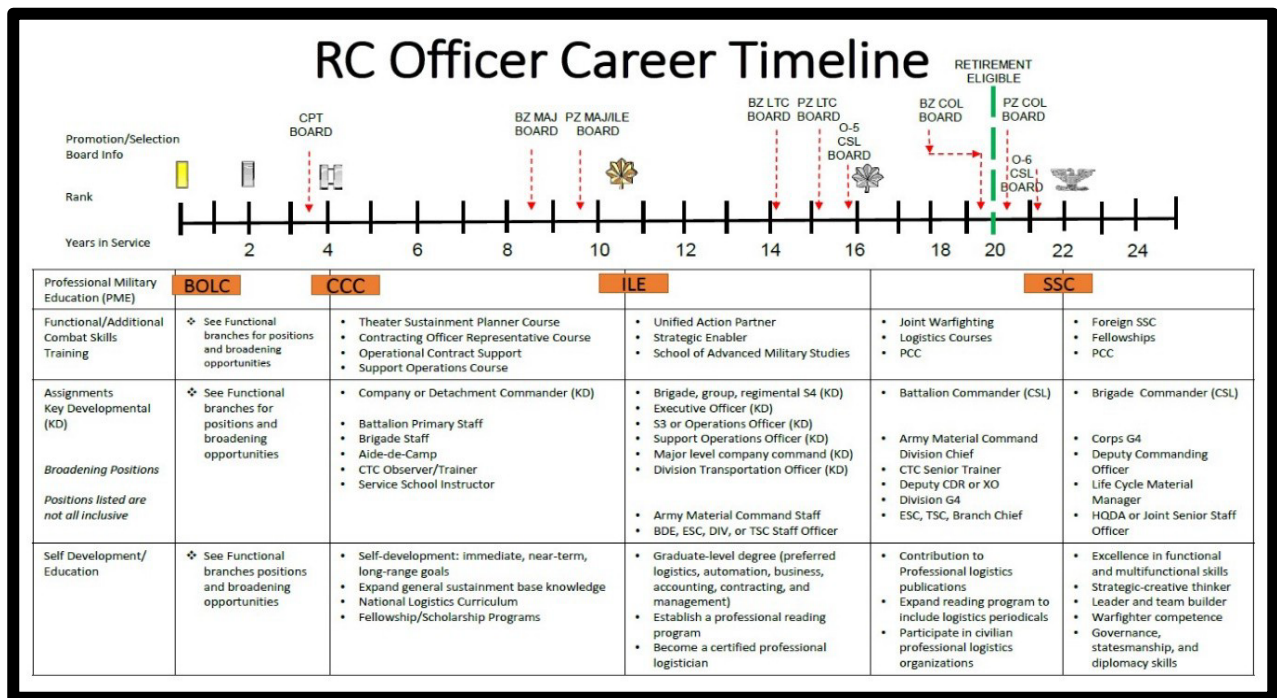 RC Officer Career Timeline
RETIREMENT
ELIGIBLE
Promotion/Selection
Board Info
CPT
BOARD
BZ MAJ
BOARD
PZ MAJ/ILE
BOARD
BZ LTC
BOARD
PZ LTC
BOARD
O-5
CSL
BOARD
BZ COL
BOARD
PZ COL
BOARD
O-6
CSL
BOARD
Rank
Years in Service
2 4 6 8 10 12 14 16 18 20 22 24
Professional Military
Education (PME)
BOLC
CCC
ILE
SSC
Functional/Additional
Combat Skills
Training
❖ See Functional
branches for positions
and broadening
opportunities
• Theater Sustainment Planner Course
• Contracting Officer Representative Course
• Operational Contract Support
• Support Operations Course
• Unified Action Partner
• Strategic Enabler
• School of Advanced Military Studies
• Joint Warfighting
• Logistics Courses
• PCC
• Foreign SSC
• Fellowships
• PCC
Assignments
Key Developmental
(KD)
Broadening Positions
Positions listed are
not all inclusive
❖ See Functional
branches for
positions and
broadening
opportunities
• Company or Detachment Commander (KD)
• Battalion Primary Staff
• Brigade Staff
• Aide-de-Camp
• CTC Observer/Trainer
• Service School Instructor
• Brigade, group, regimental S4 (KD)
• Executive Officer (KD)
• S3 or Operations Officer (KD)
• Support Operations Officer (KD)
• Major level company command (KD)
• Division Transportation Officer (KD)
• Army Material Command Staff
• BDE, ESC, DIV, or TSC Staff Officer
• Battalion Commander (CSL)
• Army Material Command
Division Chief
• CTC Senior Trainer
• Deputy CDR or XO
• Division G4
• ESC, TSC, Branch Chief
• Brigade Commander (CSL)
• Corps G4
• Deputy Commanding
Officer
• Life Cycle Material
Manager
• HQDA or Joint Senior Staff
Officer
Self Development/
Education
❖ See Functional
branches positions
and broadening
opportunities
• Self-development: immediate, near-term,
long-range goals
• Expand general sustainment base knowledge
• National Logistics Curriculum
• Fellowship/Scholarship Programs
• Graduate-level degree (preferred
logistics, automation, business,
accounting, contracting, and
management)
• Establish a professional reading
program
• Become a certified professional
logistician
• Contribution to
Professional logistics
publications
• Expand reading program to
include logistics periodicals
• Participate in civilian
professional logistics
organizations
• Excellence in functional
and multifunctional skills
• Strategic-creative thinker
• Leader and team builder
• Warfighter competence
• Governance,
statesmanship, and
diplomacy skills